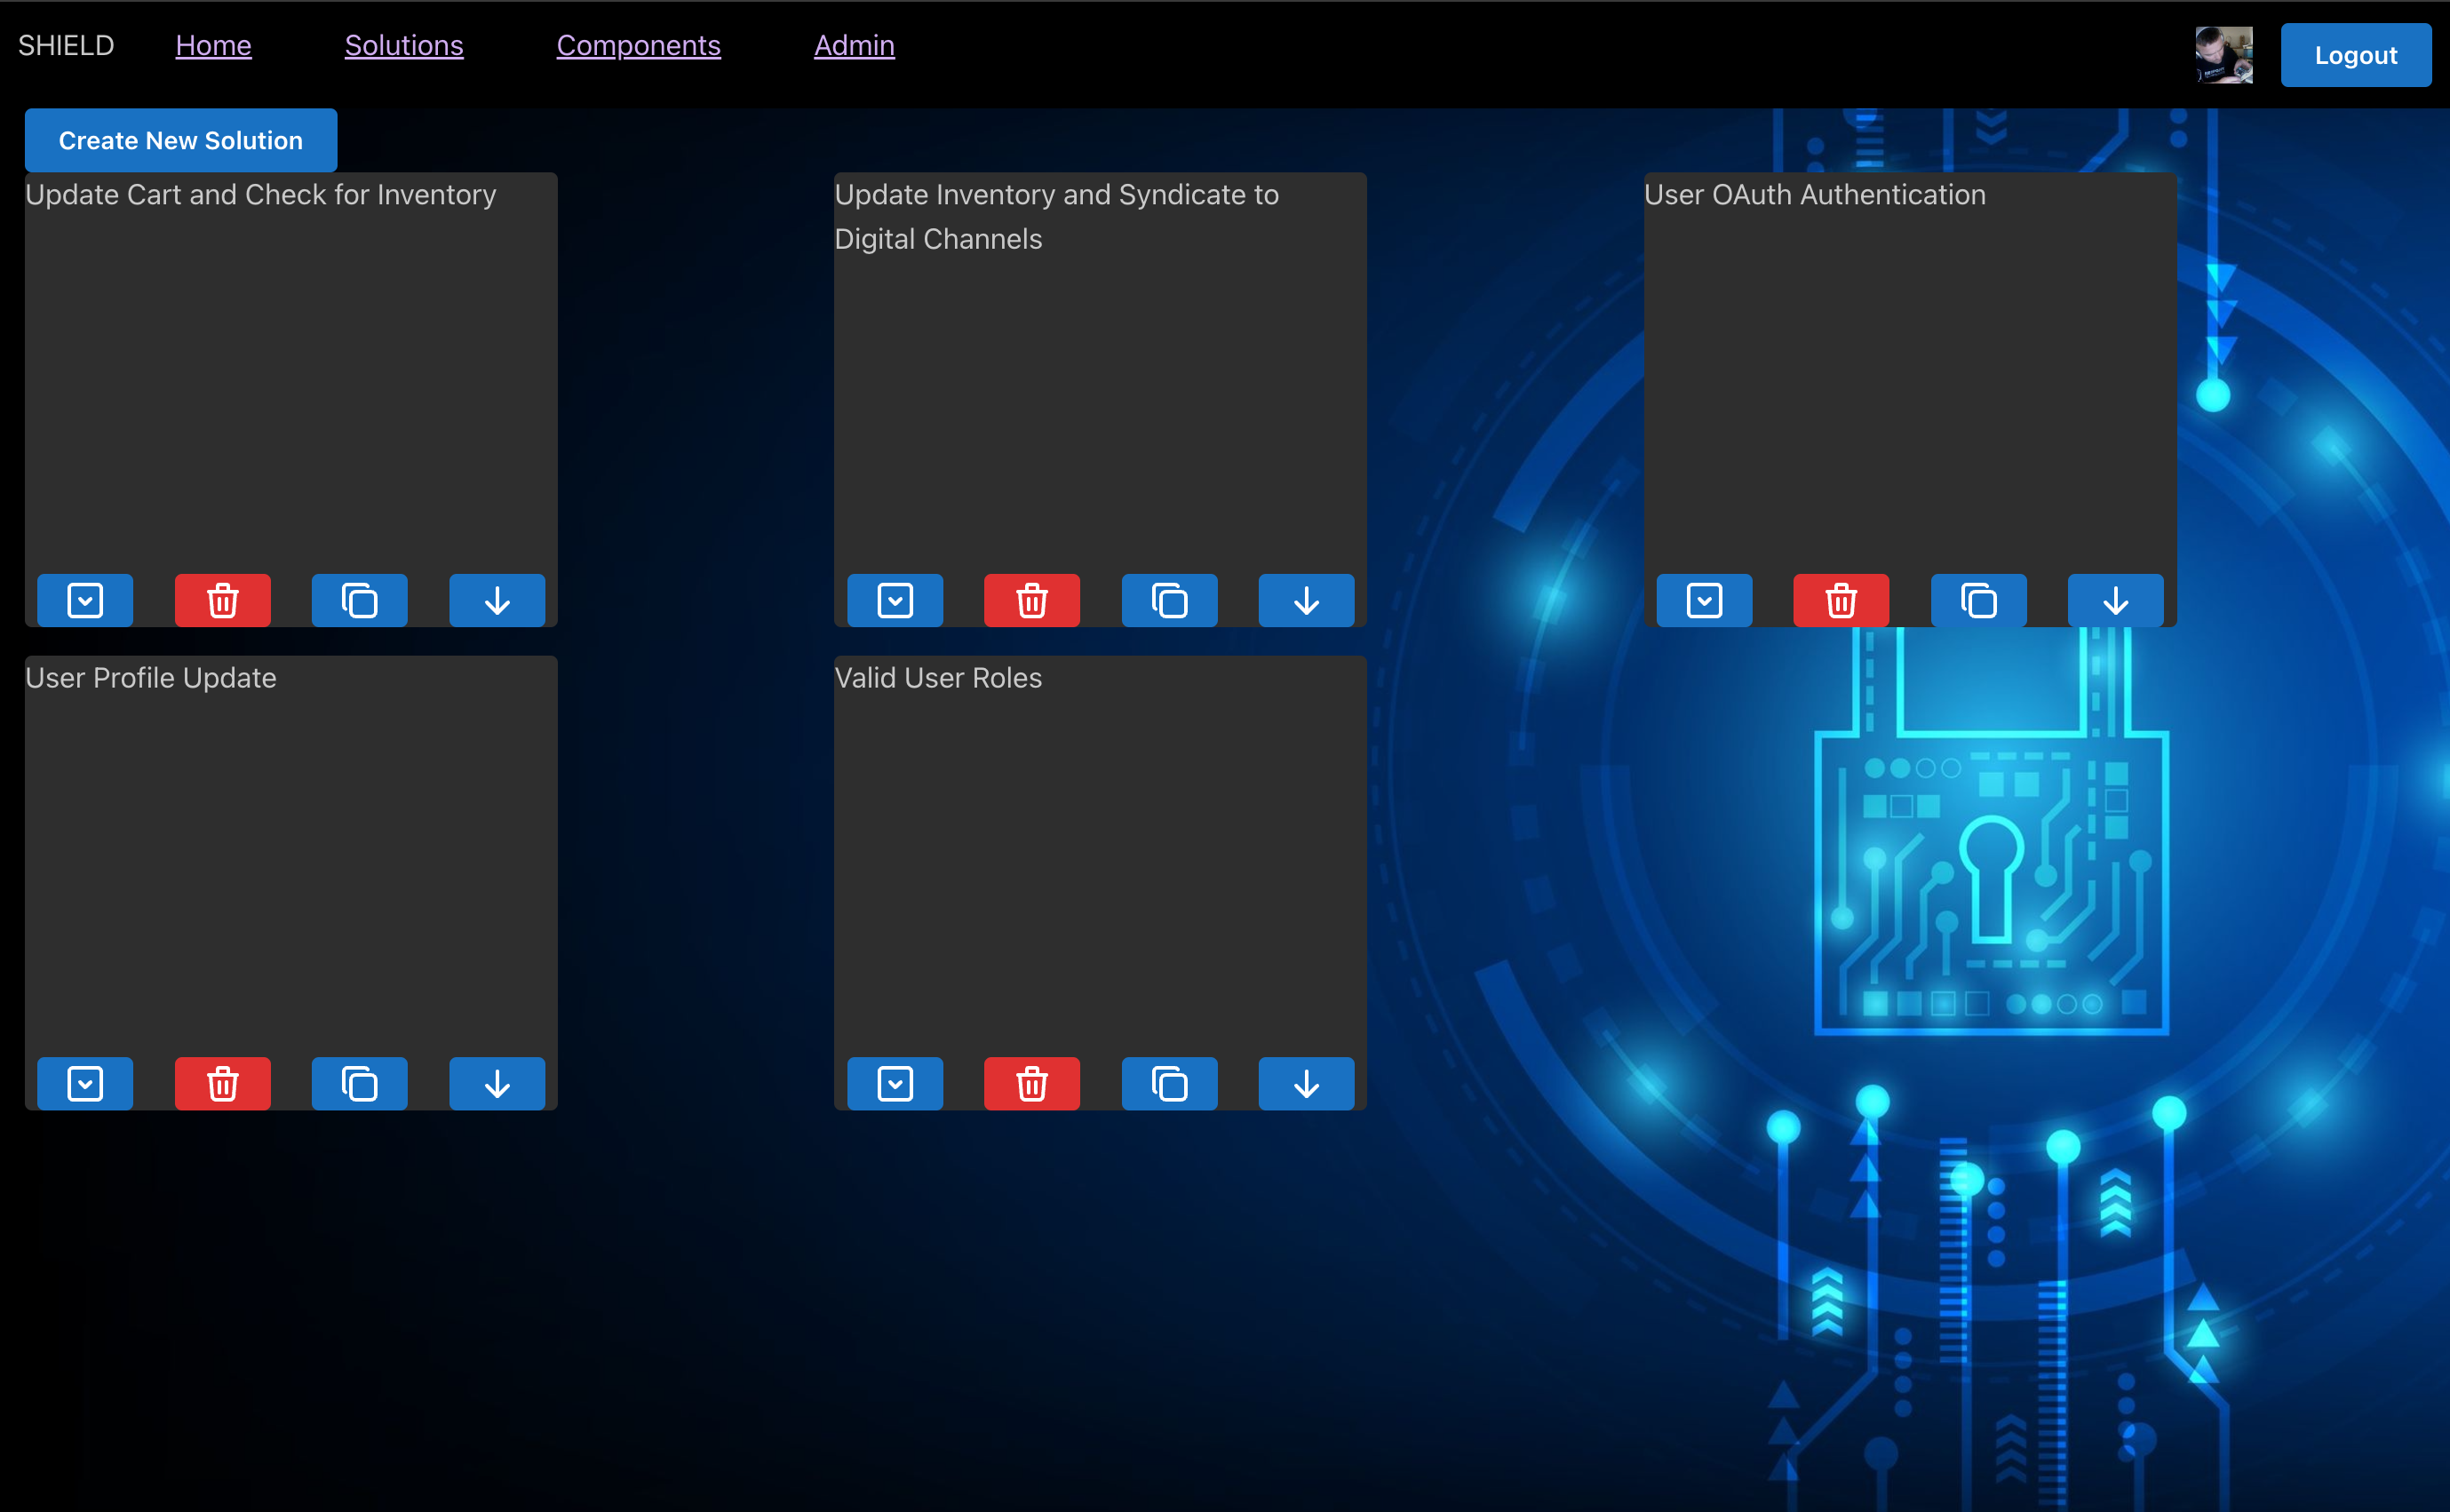 SHIELD Home Solutions Components Admin Logout
Create New Solution
Update Cart and Check for Inventory
Update Inventory and Syndicate to
Digital Channels
User OAuth Authentication
User Profile Update
Valid User Roles